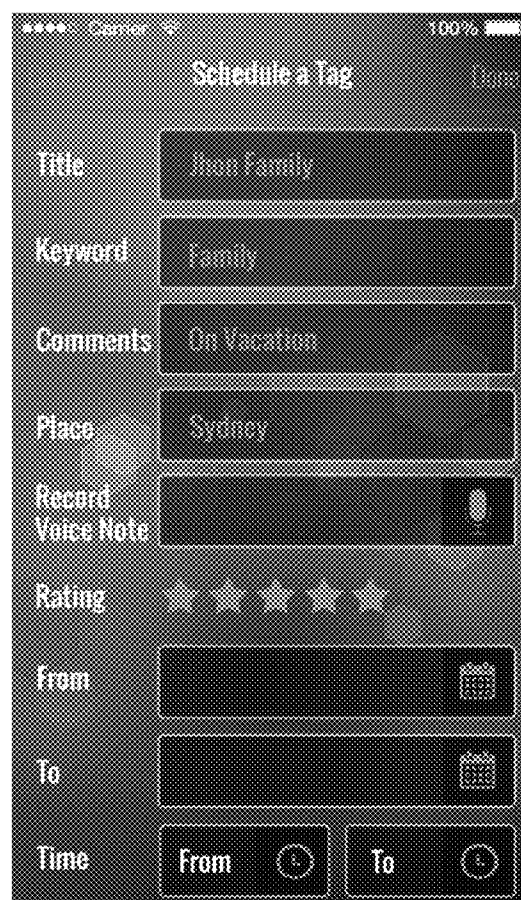 Carrier 100%
Schedule a Tag Done
Title Jhon Family
Keyword Family
Comments On Vacation
Place Sydney
Record
Voice Note
Rating
From
To
Time From To